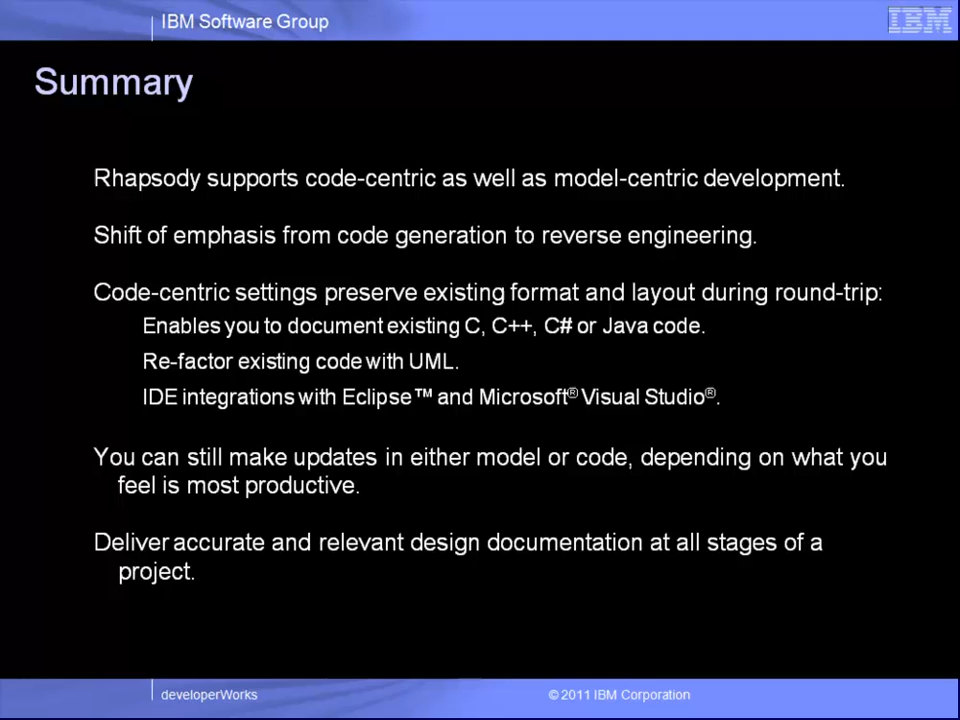 IBM Software Group
IBM
Summary
Rhapsody supports code-centric as well as model-centric development.
Shift of emphasis from code generation to reverse engineering.
Code-centric settings preserve existing format and layout during round-trip:
Enables you to document existing C, C++, C# or Java code.
Re-factor existing code with UML.
IDE integrations with Eclipse™ and Microsoft® Visual Studio®.
You can still make updates in either model or code, depending on what you
feel is most productive.
Deliver accurate and relevant design documentation at all stages of a
project.
developerWorks
© 2011 IBM Corporation